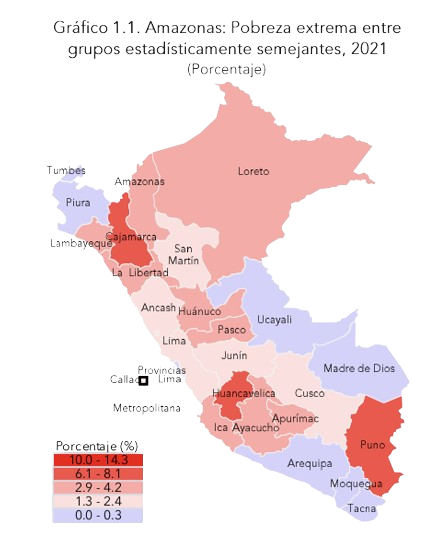 Gráfico 1.1. Amazonas: Pobreza extrema entre
grupos estadísticamente semejantes, 2021
(Porcentaje)
Tumbes
Loreto
Amazonas
Piura
Cajamarca
Lambayeque
San
Martín
La Libertad
Ancash
Huánuco
Ucayali
Pasco
Lima
Junín
Provincias
Madre de Dios
Callao
Lima
Huancavelica
Cusco
Metropolitana
Apurímac
Ica
Ayacucho
Puno
Arequipa
Moquegua
Tacna
Porcentaje (%)
10.0 - 14.3
6.1 - 8.1
2.9 - 4.2
1.3 - 2.4
0.0 - 0.3